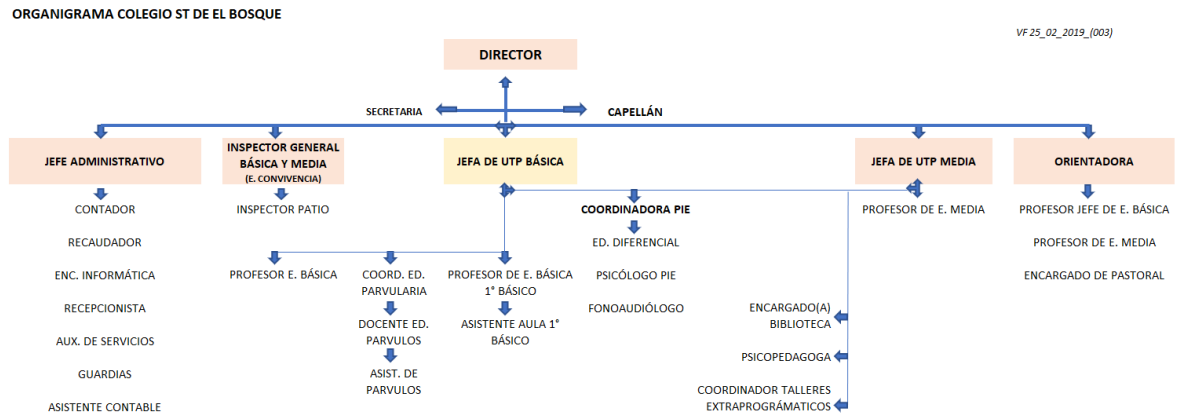 ORGANIGRAMA COLEGIO ST DE EL BOSQUE
VF 25_02_2019_(003)
DIRECTOR
SECRETARIA
CAPELLÁN
JEFE ADMINISTRATIVO
INSPECTOR GENERAL
BÁSICA Y MEDIA
(E. CONVIVENCIA)
JEFA DE UTP BÁSICA
JEFA DE UTP MEDIA
ORIENTADORA
CONTADOR
RECAUDADOR
ENC. INFORMÁTICA
RECEPCIONISTA
AUX. DE SERVICIOS
GUARDIAS
ASISTENTE CONTABLE
INSPECTOR PATIO
PROFESOR E. BÁSICA
COORD. ED.
PARVULARIA
DOCENTE ED.
PARVULOS
ASIST. DE
PARVULOS
PROFESOR DE E. BÁSICA
1° BÁSICO
ASISTENTE AULA 1°
BÁSICO
COORDINADORA PIE
ED. DIFERENCIAL
PSICÓLOGO PIE
FONOAUDIÓLOGO
ENCARGADO(A)
BIBLIOTECA
PSICOPEDAGOGA
COORDINADOR TALLERES
EXTRAPROGRÁMATICOS
PROFESOR DE E. MEDIA
PROFESOR JEFE DE E. BÁSICA
PROFESOR DE E. MEDIA
ENCARGADO DE PASTORAL